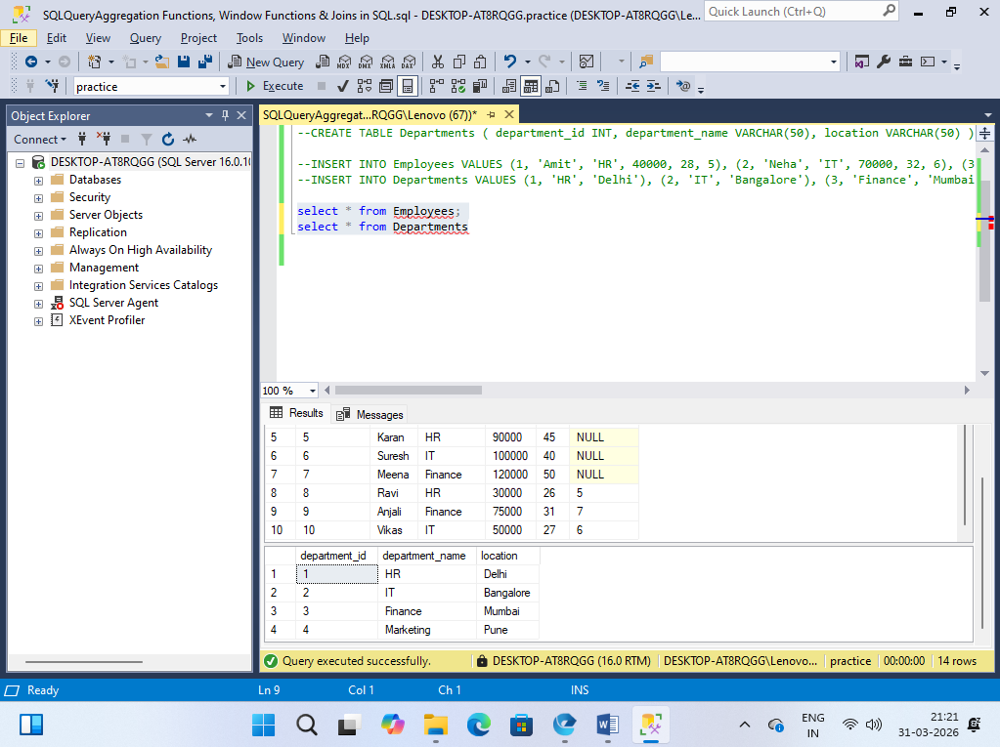 SQLQueryAggregation Functions, Window Functions & Joins in SQL.sql - DESKTOP-AT8RQGG.practice (DESKTOP-AT8RQGG\Le...
Quick Launch (Ctrl+Q)
File Edit View Query Project Tools Window Help
New Query MDX DMX XMLA DAX
practice Execute
Object Explorer
Connect
DESKTOP-AT8RQGG (SQL Server 16.0.10
Databases
Security
Server Objects
Replication
Always On High Availability
Management
Integration Services Catalogs
SQL Server Agent
XEvent Profiler
SQLQueryAggregat...RQGG\Lenovo (67))*
--CREATE TABLE Departments ( department_id INT, department_name VARCHAR(50), location VARCHAR(50) )
--INSERT INTO Employees VALUES (1, 'Amit', 'HR', 40000, 28, 5), (2, 'Neha', 'IT', 70000, 32, 6), (3
--INSERT INTO Departments VALUES (1, 'HR', 'Delhi'), (2, 'IT', 'Bangalore'), (3, 'Finance', 'Mumbai
select * from Employees;
select * from Departments
100 %
Results Messages
5 5 Karan HR 90000 45 NULL
6 6 Suresh IT 100000 40 NULL
7 7 Meena Finance 120000 50 NULL
8 8 Ravi HR 30000 26 5
9 9 Anjali Finance 75000 31 7
10 10 Vikas IT 50000 27 6
department_id department_name location
1 1 HR Delhi
2 2 IT Bangalore
3 3 Finance Mumbai
4 4 Marketing Pune
Query executed successfully. DESKTOP-AT8RQGG (16.0 RTM) DESKTOP-AT8RQGG\Lenovo... practice 00:00:00 14 rows
Ready Ln 9 Col 1 Ch 1 INS
ENG
IN
21:21
31-03-2026